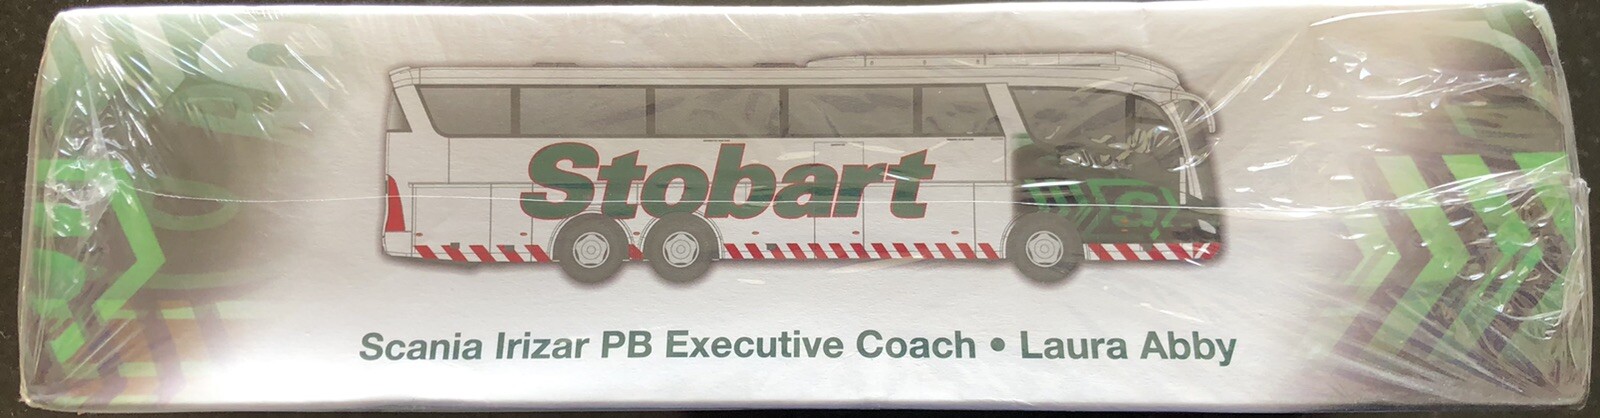 Stobart
Scania Irizar PB Executive Coach • Laura Abby